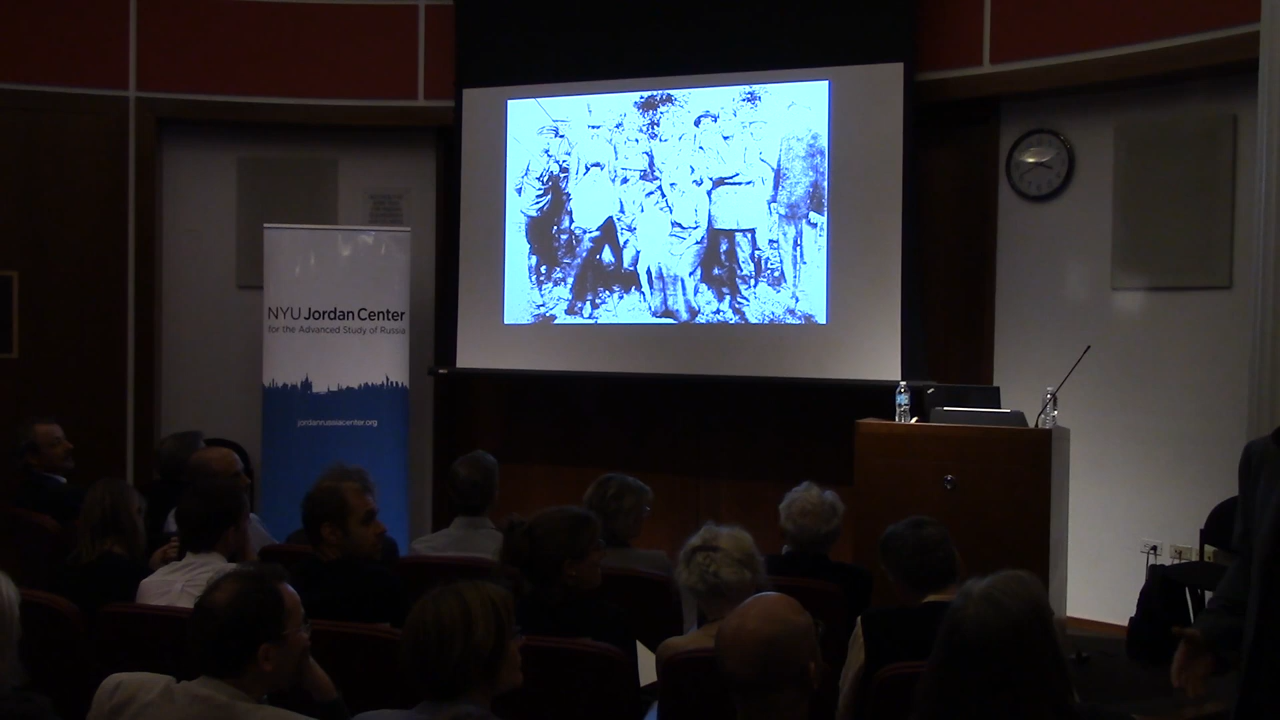 NYU Jordan Center
for the Advanced Study of Russia
jordanrussiacenter.org